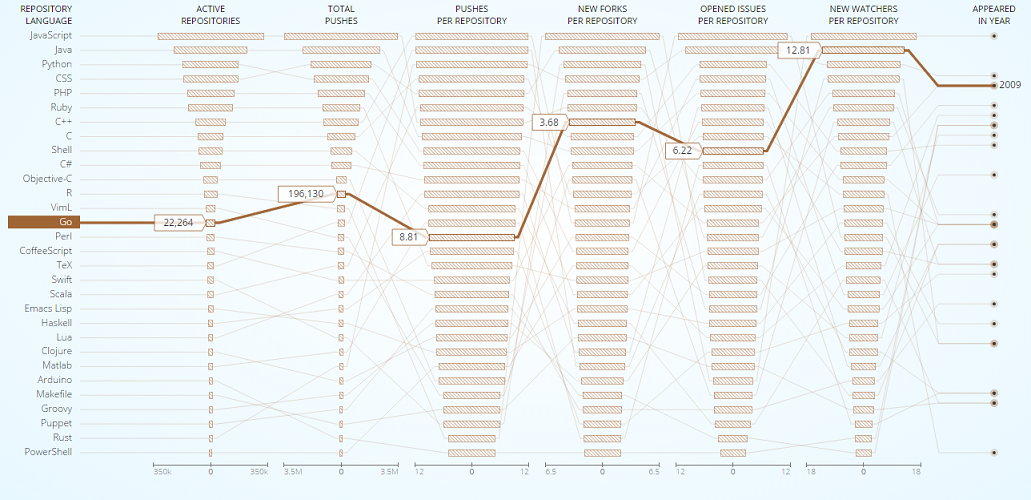 REPOSITORY LANGUAGE
ACTIVE REPOSITORIES
TOTAL PUSHES
PUSHES PER REPOSITORY
NEW FORKS PER REPOSITORY
OPENED ISSUES PER REPOSITORY
NEW WATCHERS PER REPOSITORY
APPEARED IN YEAR
JavaScript
Java
12.81
Python
CSS
2009
PHP
Ruby
C++
3.68
C
Shell
6.22
C#
Objective-C
R
196,130
VimL
Go
22,264
Perl
8.81
CoffeeScript
TeX
Swift
Scala
Emacs Lisp
Haskell
Lua
Clojure
Matlab
Arduino
Makefile
Groovy
Puppet
Rust
PowerShell
350k 0 350k 3.5M 0 3.5M 12 0 12 6.5 0 6.5 12 0 12 18 0 18